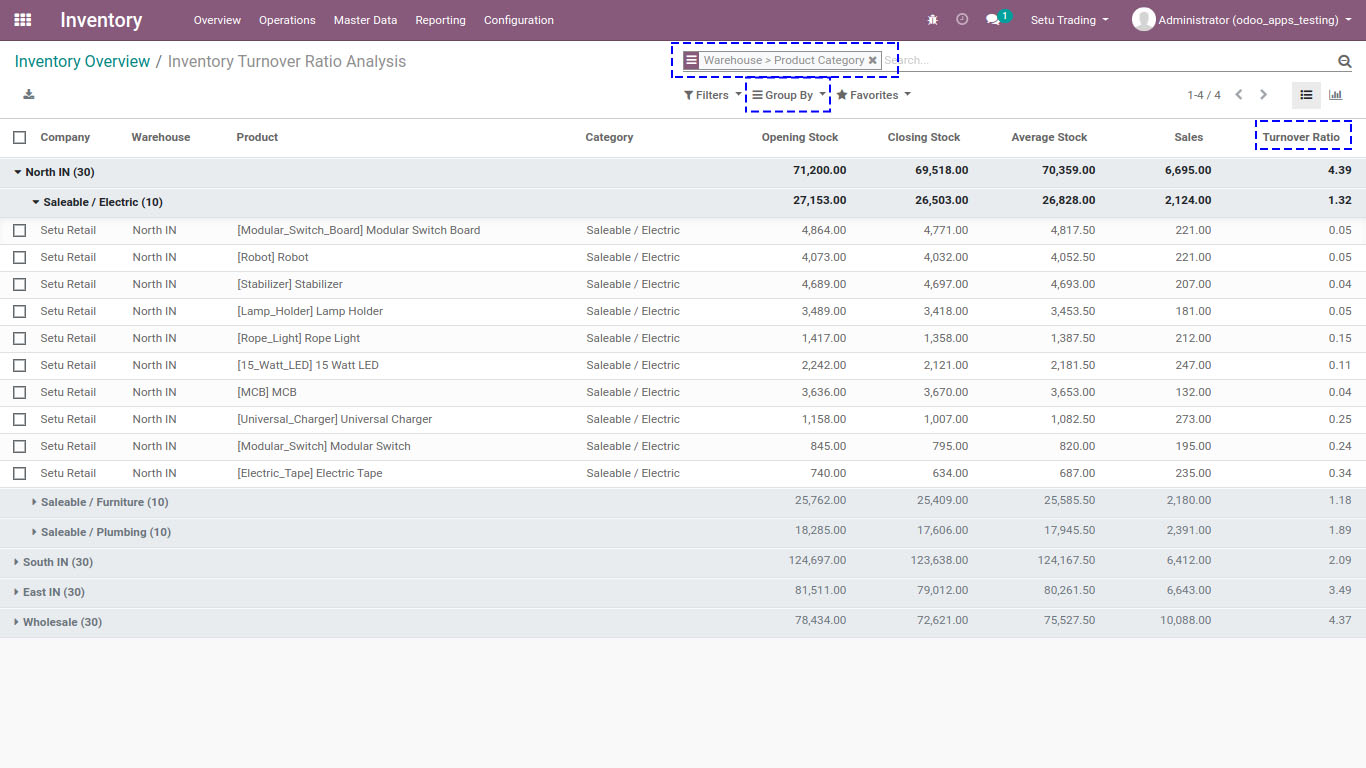 Inventory Overview Operations Master Data Reporting Configuration 1 Setu Trading Administrator (odoo_apps_testing)
Inventory Overview / Inventory Turnover Ratio Analysis Warehouse > Product Category Search...
Filters Group By Favorites 1-4 / 4
Company Warehouse Product Category Opening Stock Closing Stock Average Stock Sales Turnover Ratio
North IN (30) 71,200.00 69,518.00 70,359.00 6,695.00 4.39
Saleable / Electric (10) 27,153.00 26,503.00 26,828.00 2,124.00 1.32
Setu Retail North IN [Modular_Switch_Board] Modular Switch Board Saleable / Electric 4,864.00 4,771.00 4,817.50 221.00 0.05
Setu Retail North IN [Robot] Robot Saleable / Electric 4,073.00 4,032.00 4,052.50 221.00 0.05
Setu Retail North IN [Stabilizer] Stabilizer Saleable / Electric 4,689.00 4,697.00 4,693.00 207.00 0.04
Setu Retail North IN [Lamp_Holder] Lamp Holder Saleable / Electric 3,489.00 3,418.00 3,453.50 181.00 0.05
Setu Retail North IN [Rope_Light] Rope Light Saleable / Electric 1,417.00 1,358.00 1,387.50 212.00 0.15
Setu Retail North IN [15_Watt_LED] 15 Watt LED Saleable / Electric 2,242.00 2,121.00 2,181.50 247.00 0.11
Setu Retail North IN [MCB] MCB Saleable / Electric 3,636.00 3,670.00 3,653.00 132.00 0.04
Setu Retail North IN [Universal_Charger] Universal Charger Saleable / Electric 1,158.00 1,007.00 1,082.50 273.00 0.25
Setu Retail North IN [Modular_Switch] Modular Switch Saleable / Electric 845.00 795.00 820.00 195.00 0.24
Setu Retail North IN [Electric_Tape] Electric Tape Saleable / Electric 740.00 634.00 687.00 235.00 0.34
Saleable / Furniture (10) 25,762.00 25,409.00 25,585.50 2,180.00 1.18
Saleable / Plumbing (10) 18,285.00 17,606.00 17,945.50 2,391.00 1.89
South IN (30) 124,697.00 123,638.00 124,167.50 6,412.00 2.09
East IN (30) 81,511.00 79,012.00 80,261.50 6,643.00 3.49
Wholesale (30) 78,434.00 72,621.00 75,527.50 10,088.00 4.37